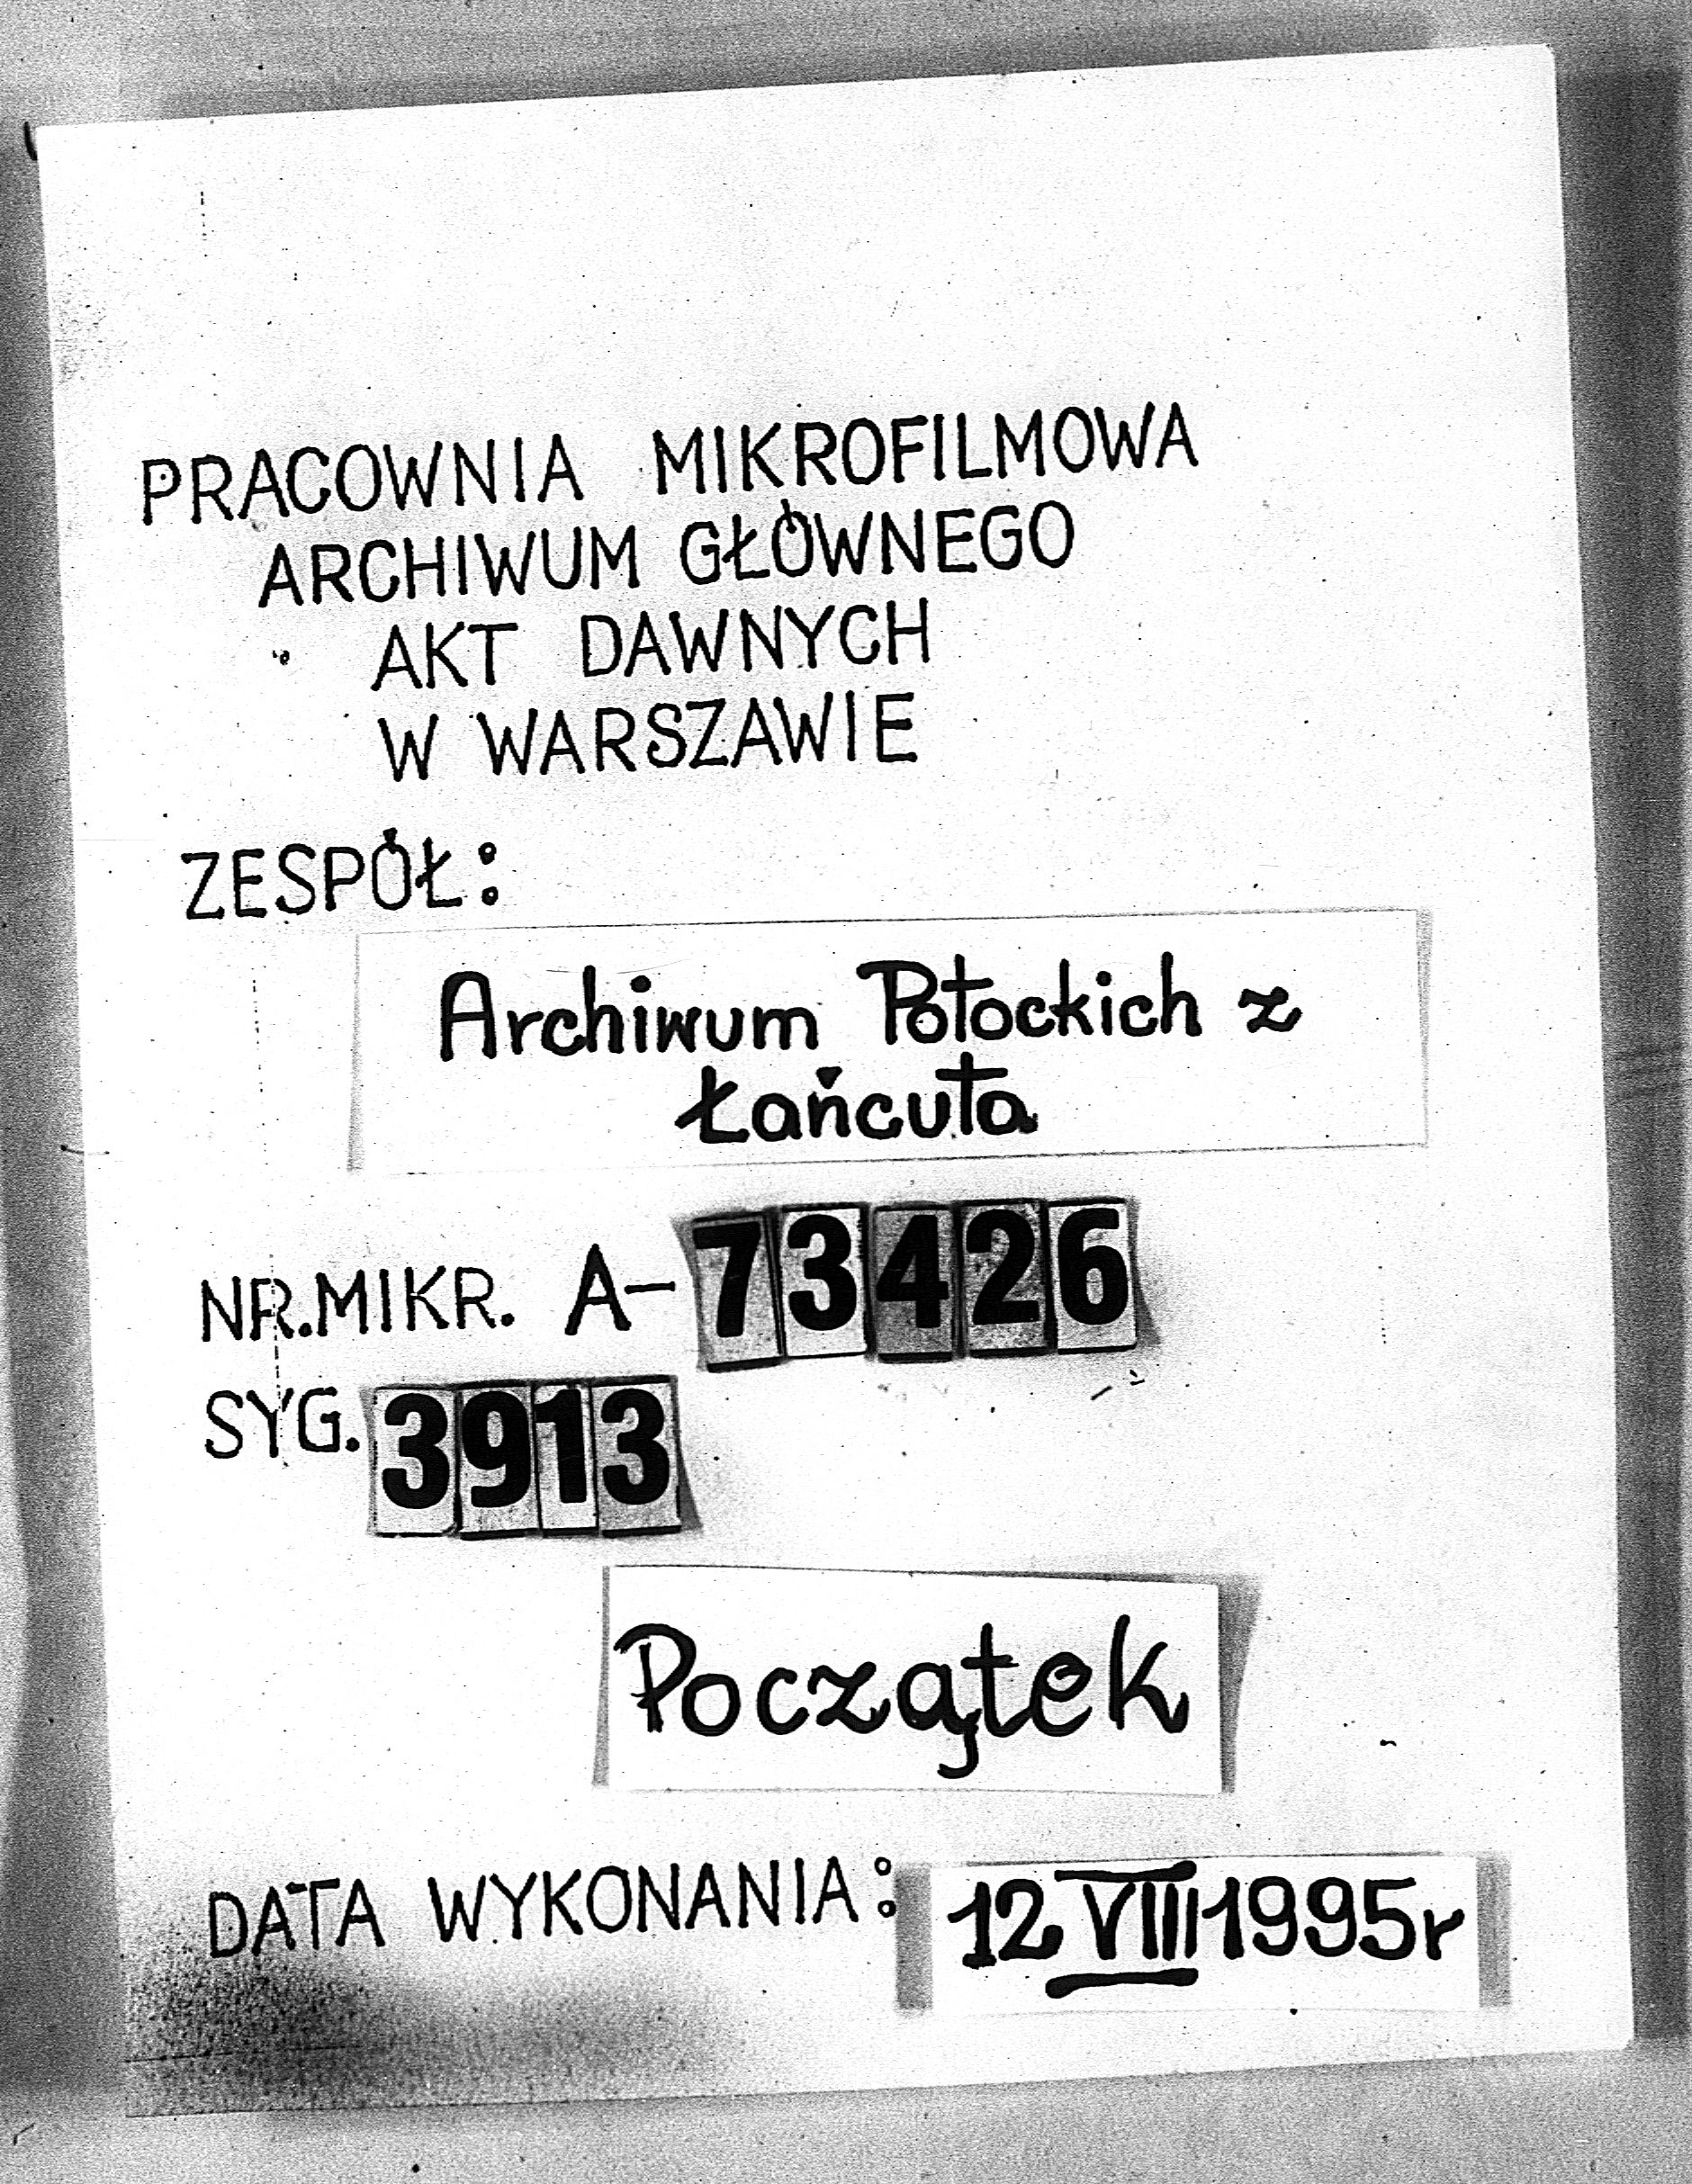 PRACOWNIA MIKROFILMOWA
ARCHIWUM GŁÓWNEGO
AKT DAWNYCH
W WARSZAWIE
ZESPÓŁ:
Archiwum Potockich z
Łańcuta
NR.MIKR. A-73426
SYG. 3913
Początek
DATA WYKONANIA: 12 VII 1995r